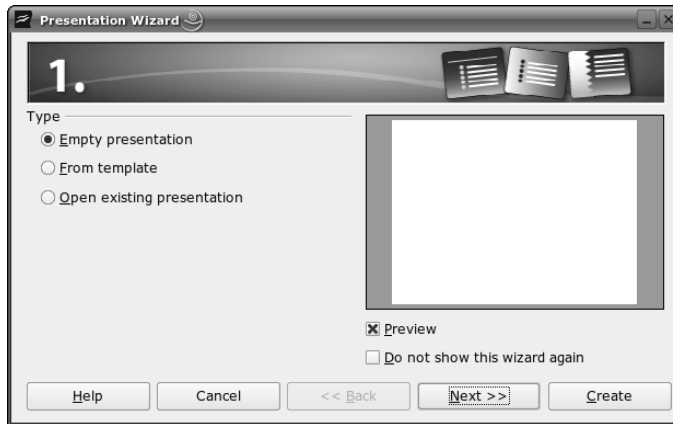 Presentation Wizard
1.
Type
Empty presentation
From template
Open existing presentation
Preview
Do not show this wizard again
Help
Cancel
<< Back
Next >>
Create